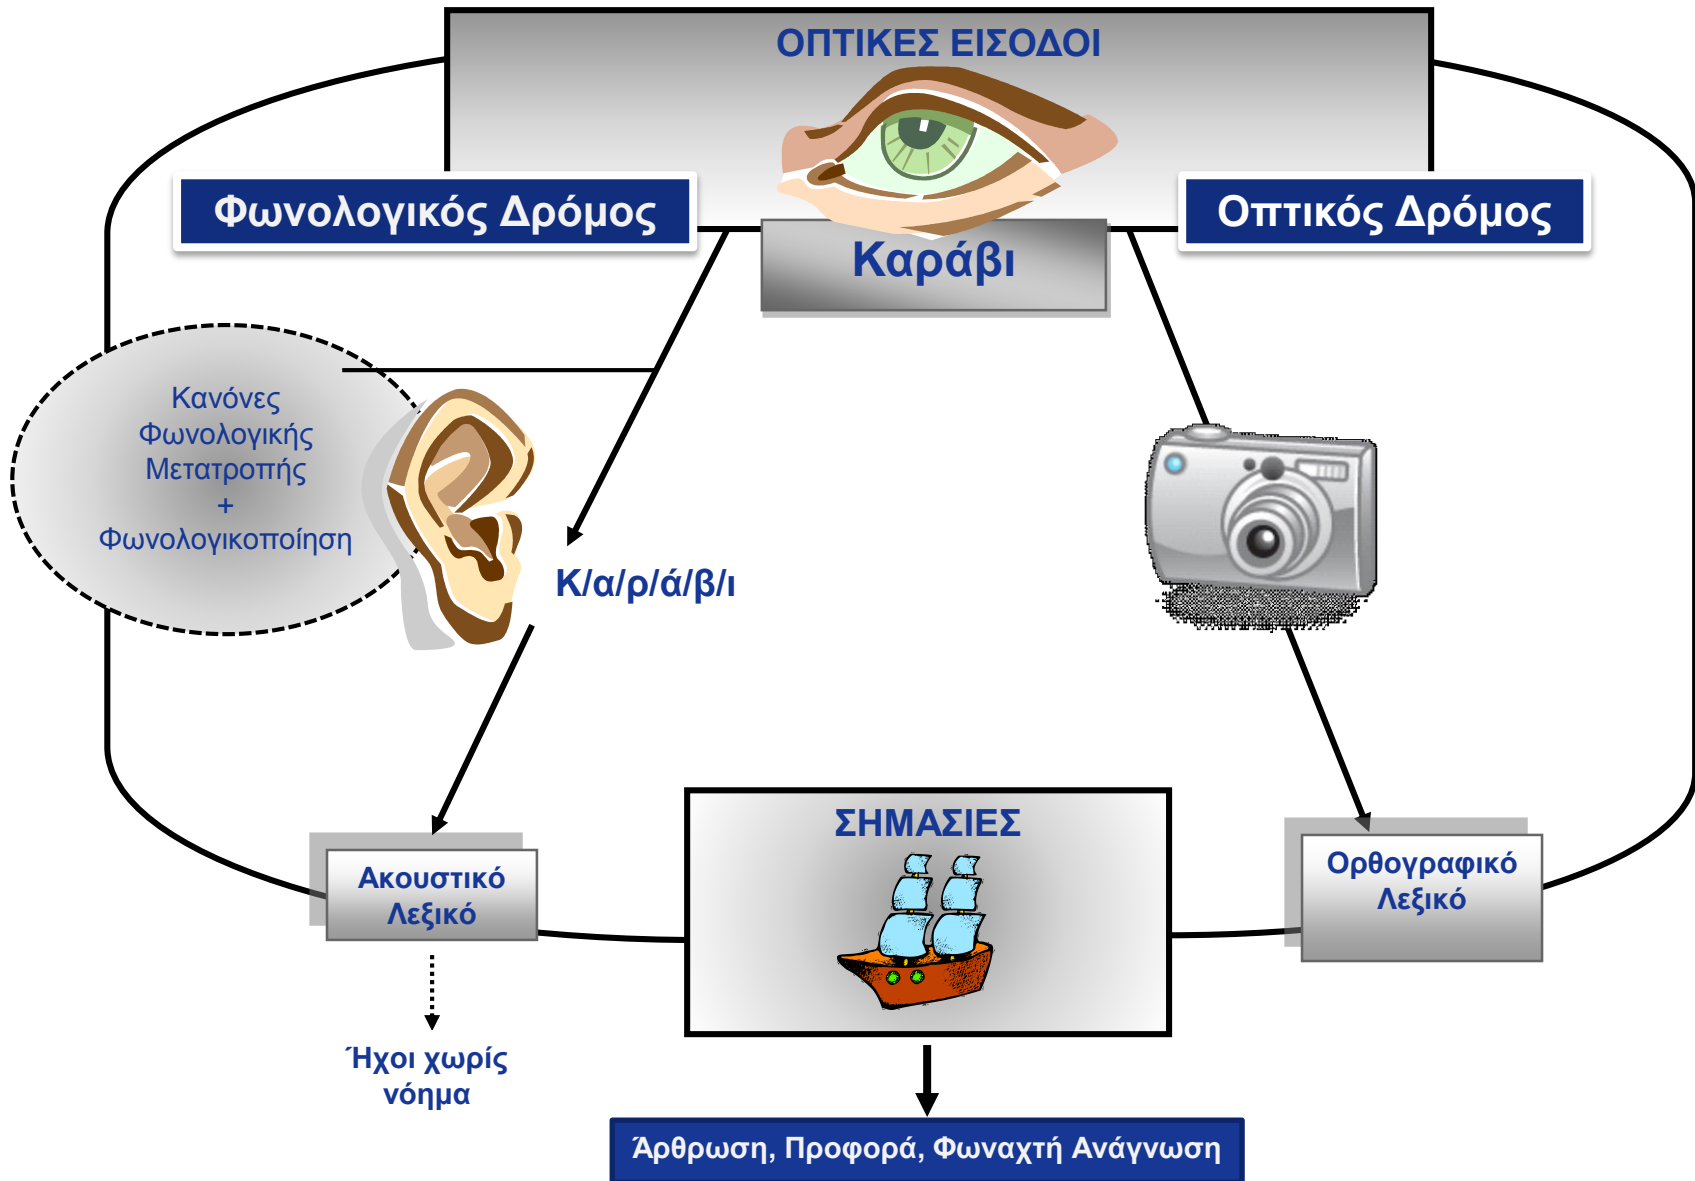 ΟΠΤΙΚΕΣ ΕΙΣΟΔΟΙ
Φωνολογικός Δρόμος
Οπτικός Δρόμος
Καράβι
Κανόνες
Φωνολογικής
Μετατροπής
+
Φωνολογικοποίηση
Κ/α/ρ/ά/β/ι
ΣΗΜΑΣΙΕΣ
Ακουστικό
Λεξικό
Ορθογραφικό
Λεξικό
Ήχοι χωρίς
νόημα
Άρθρωση, Προφορά, Φωναχτή Ανάγνωση